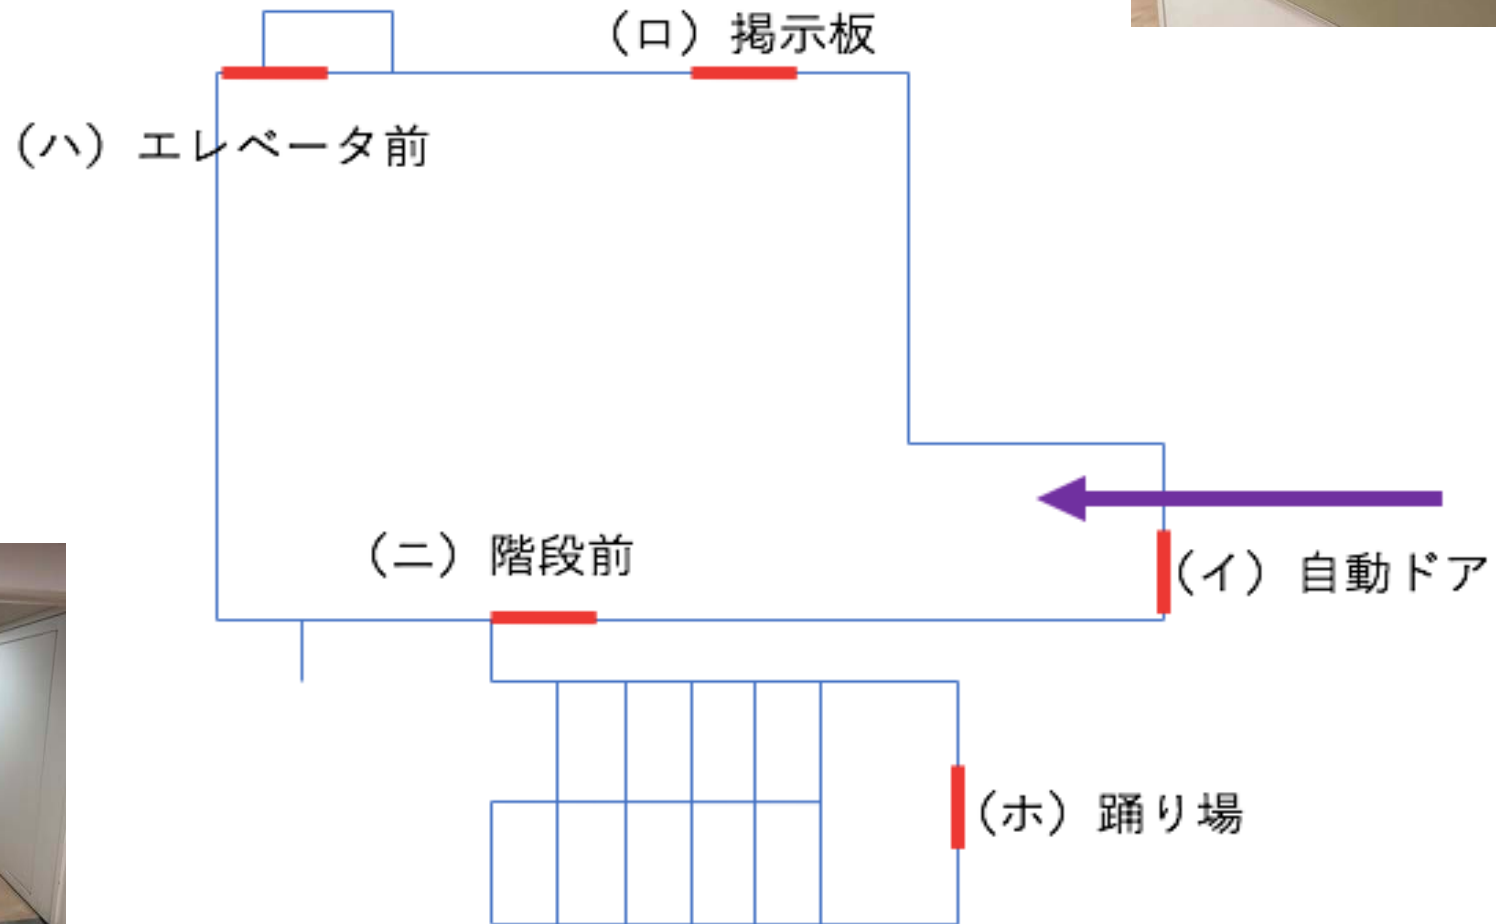 （ロ）掲示板
（ハ）エレベータ前
（ニ）階段前
（イ）自動ドア
（ホ）踊り場